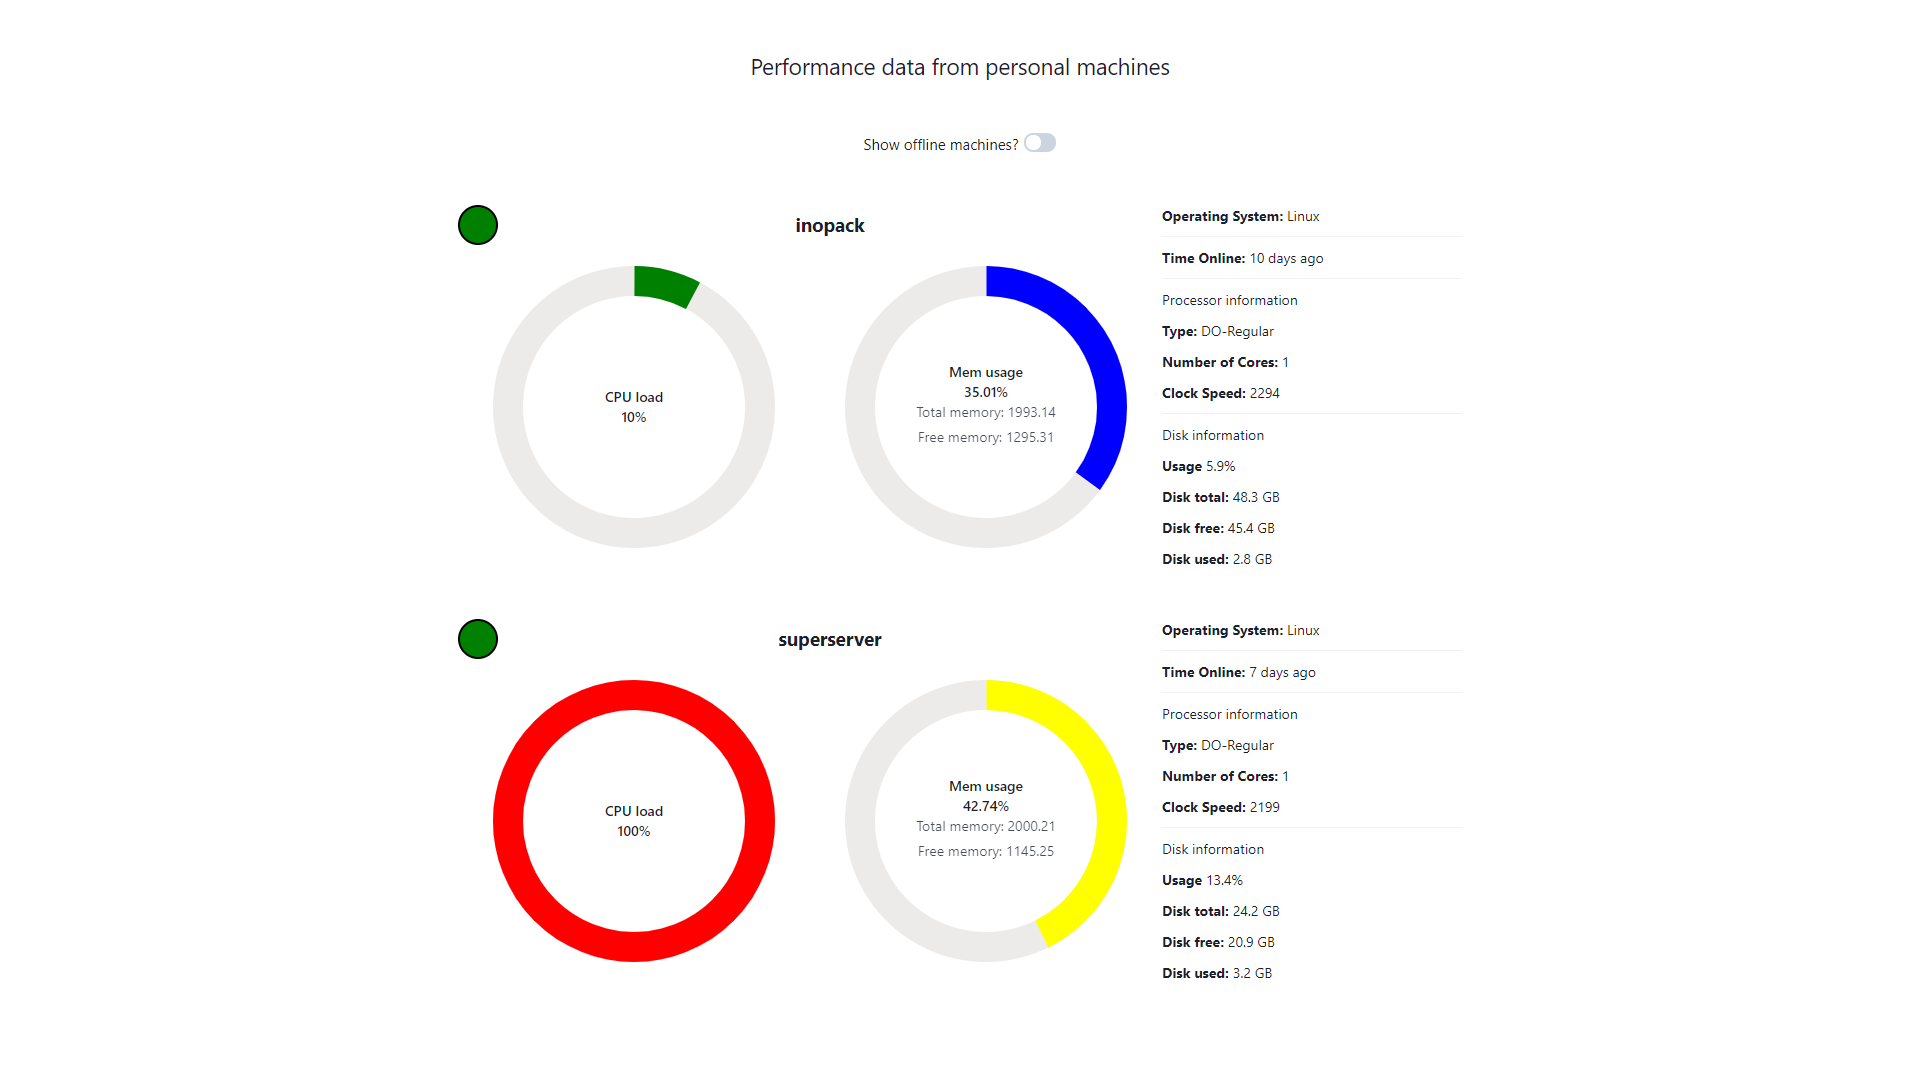 Performance data from personal machines
Show offline machines?
inopack
CPU load
10%
Mem usage
35.01%
Total memory: 1993.14
Free memory: 1295.31
Operating System: Linux
Time Online: 10 days ago
Processor information
Type: DO-Regular
Number of Cores: 1
Clock Speed: 2294
Disk information
Usage 5.9%
Disk total: 48.3 GB
Disk free: 45.4 GB
Disk used: 2.8 GB
superserver
CPU load
100%
Mem usage
42.74%
Total memory: 2000.21
Free memory: 1145.25
Operating System: Linux
Time Online: 7 days ago
Processor information
Type: DO-Regular
Number of Cores: 1
Clock Speed: 2199
Disk information
Usage 13.4%
Disk total: 24.2 GB
Disk free: 20.9 GB
Disk used: 3.2 GB